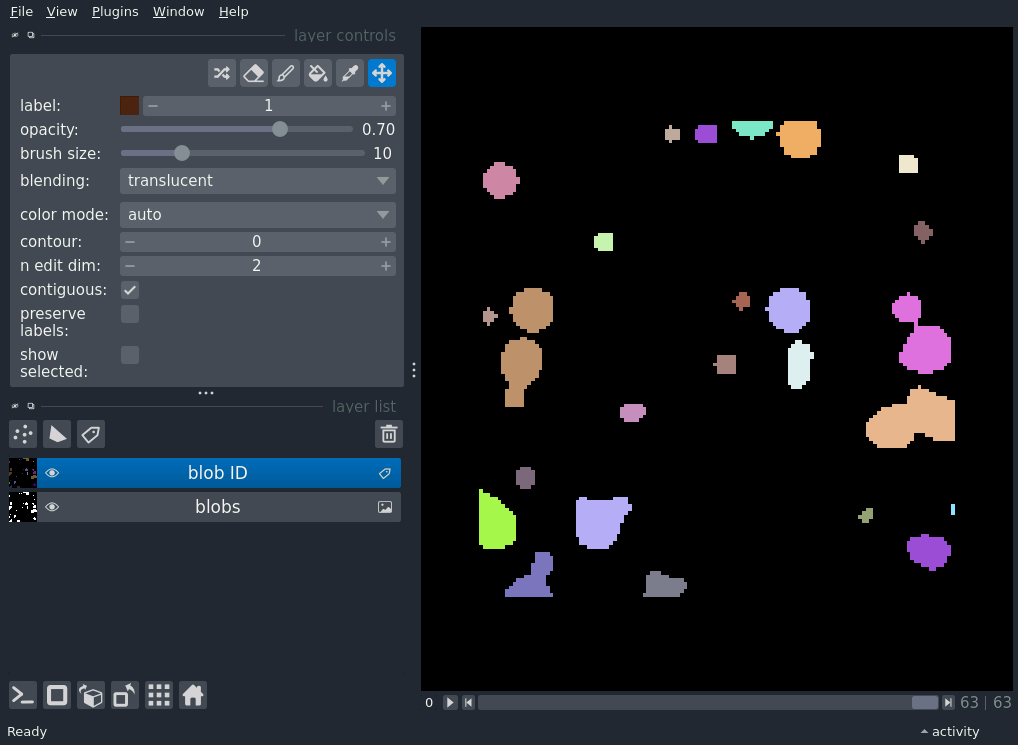 File View Plugins Window Help
layer controls
label: 1
opacity: 0.70
brush size: 10
blending: translucent
color mode: auto
contour: 0
n edit dim: 2
contiguous:
preserve
labels:
show
selected:
layer list
blob ID
blobs
0 63 | 63
Ready activity